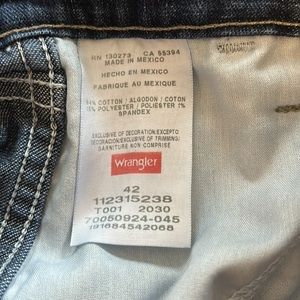 RN 130273 CA 55394
MADE IN MEXICO
HECHO EN MEXICO
FABRIQUE AU MEXIQUE
COTTON / ALGODON / COTON
POLYESTER / POLIESTER 1%
SPANDEX
EXCLUSIVE OF DECORATION/EXCEPTO
DECORACION/EXCLUSIVE OF TRIMMING/
GARNITURE NON COMPRISE
Wrangler
42
112315238
T001 2030
70050924-045
191684542068